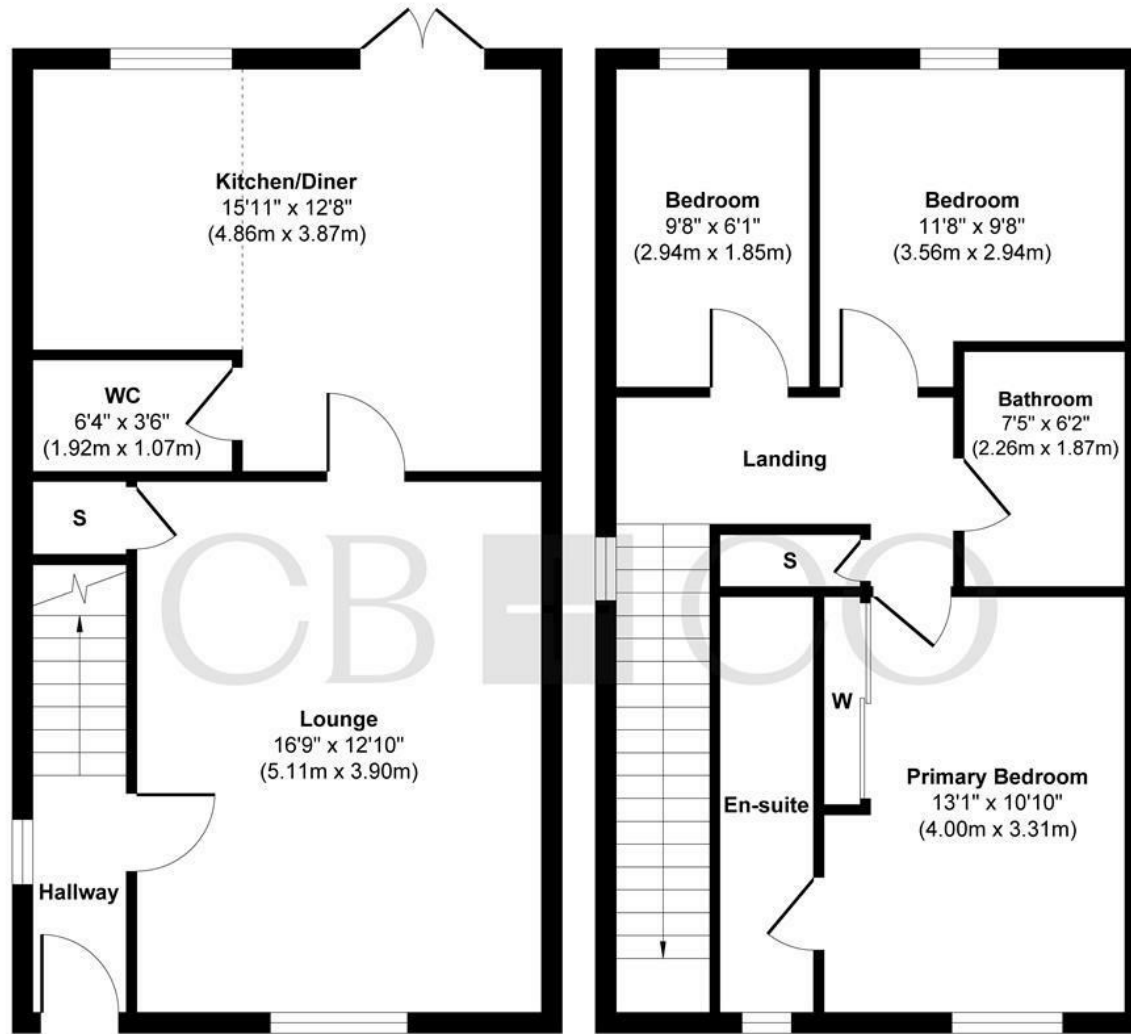 Kitchen/Diner
15'11" x 12'8"
(4.86m x 3.87m)
WC
6'4" x 3'6"
(1.92m x 1.07m)
S
Lounge
16'9" x 12'10"
(5.11m x 3.90m)
Hallway
Bedroom
9'8" x 6'1"
(2.94m x 1.85m)
Bedroom
11'8" x 9'8"
(3.56m x 2.94m)
Bathroom
7'5" x 6'2"
(2.26m x 1.87m)
Landing
S
W
En-suite
Primary Bedroom
13'1" x 10'10"
(4.00m x 3.31m)
CB+CO